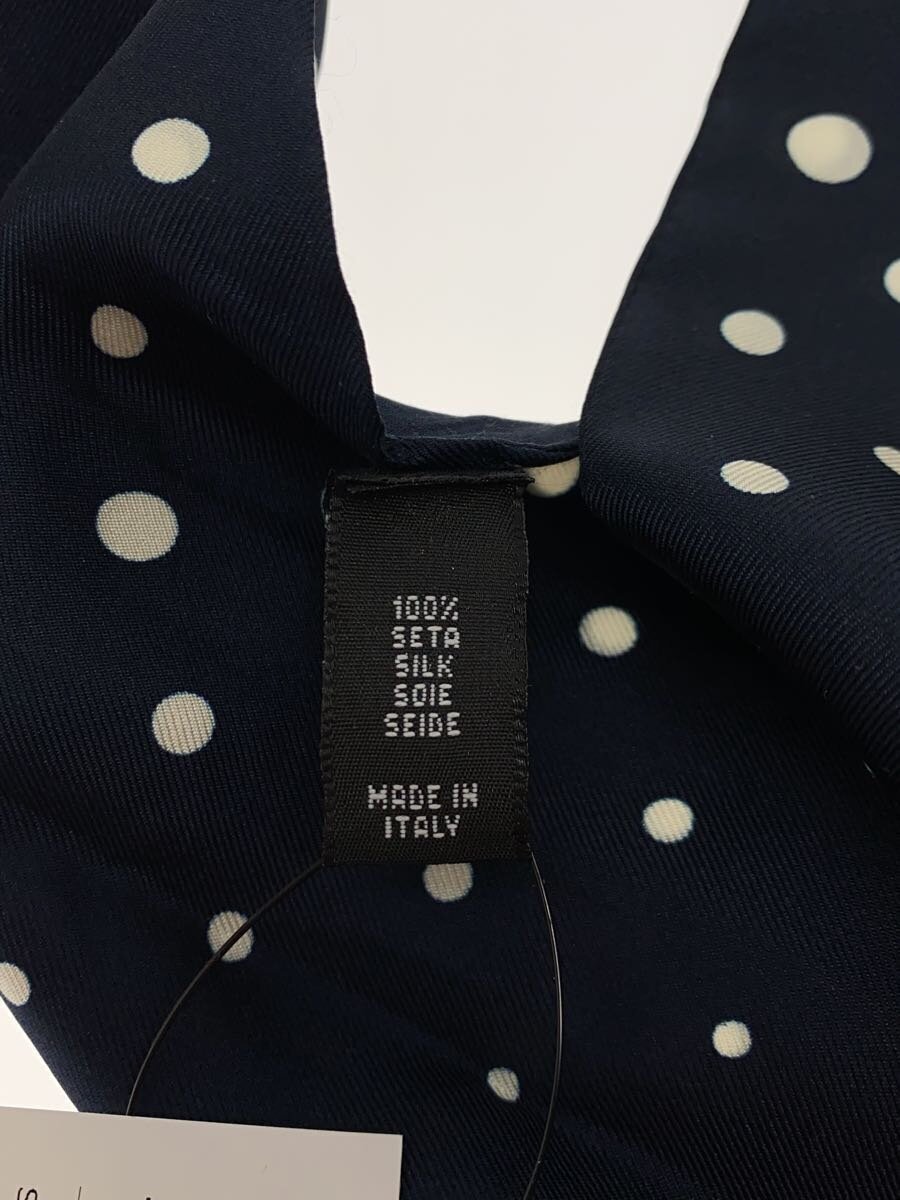 100%
SETA
SILK
SOIE
SEIDE
MADE IN
ITALY